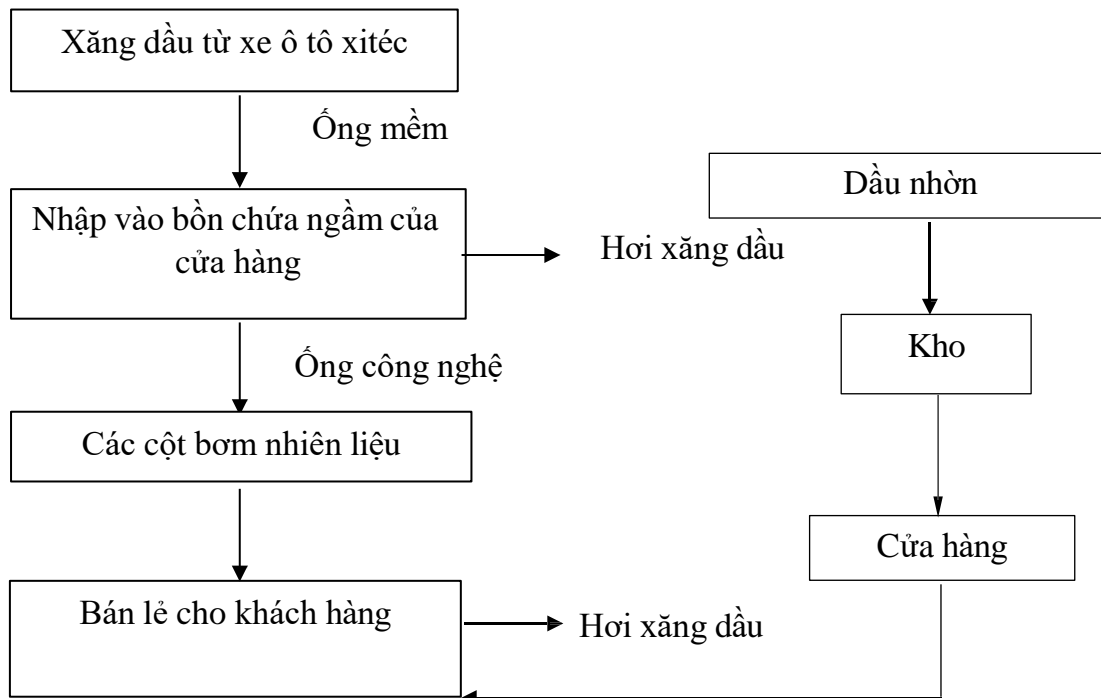 Xăng dầu từ xe ô tô xitéc
Ống mềm
Nhập vào bồn chứa ngầm của
cửa hàng
Hơi xăng dầu
Ống công nghệ
Các cột bơm nhiên liệu
Bán lẻ cho khách hàng
Hơi xăng dầu
Dầu nhờn
Kho
Cửa hàng